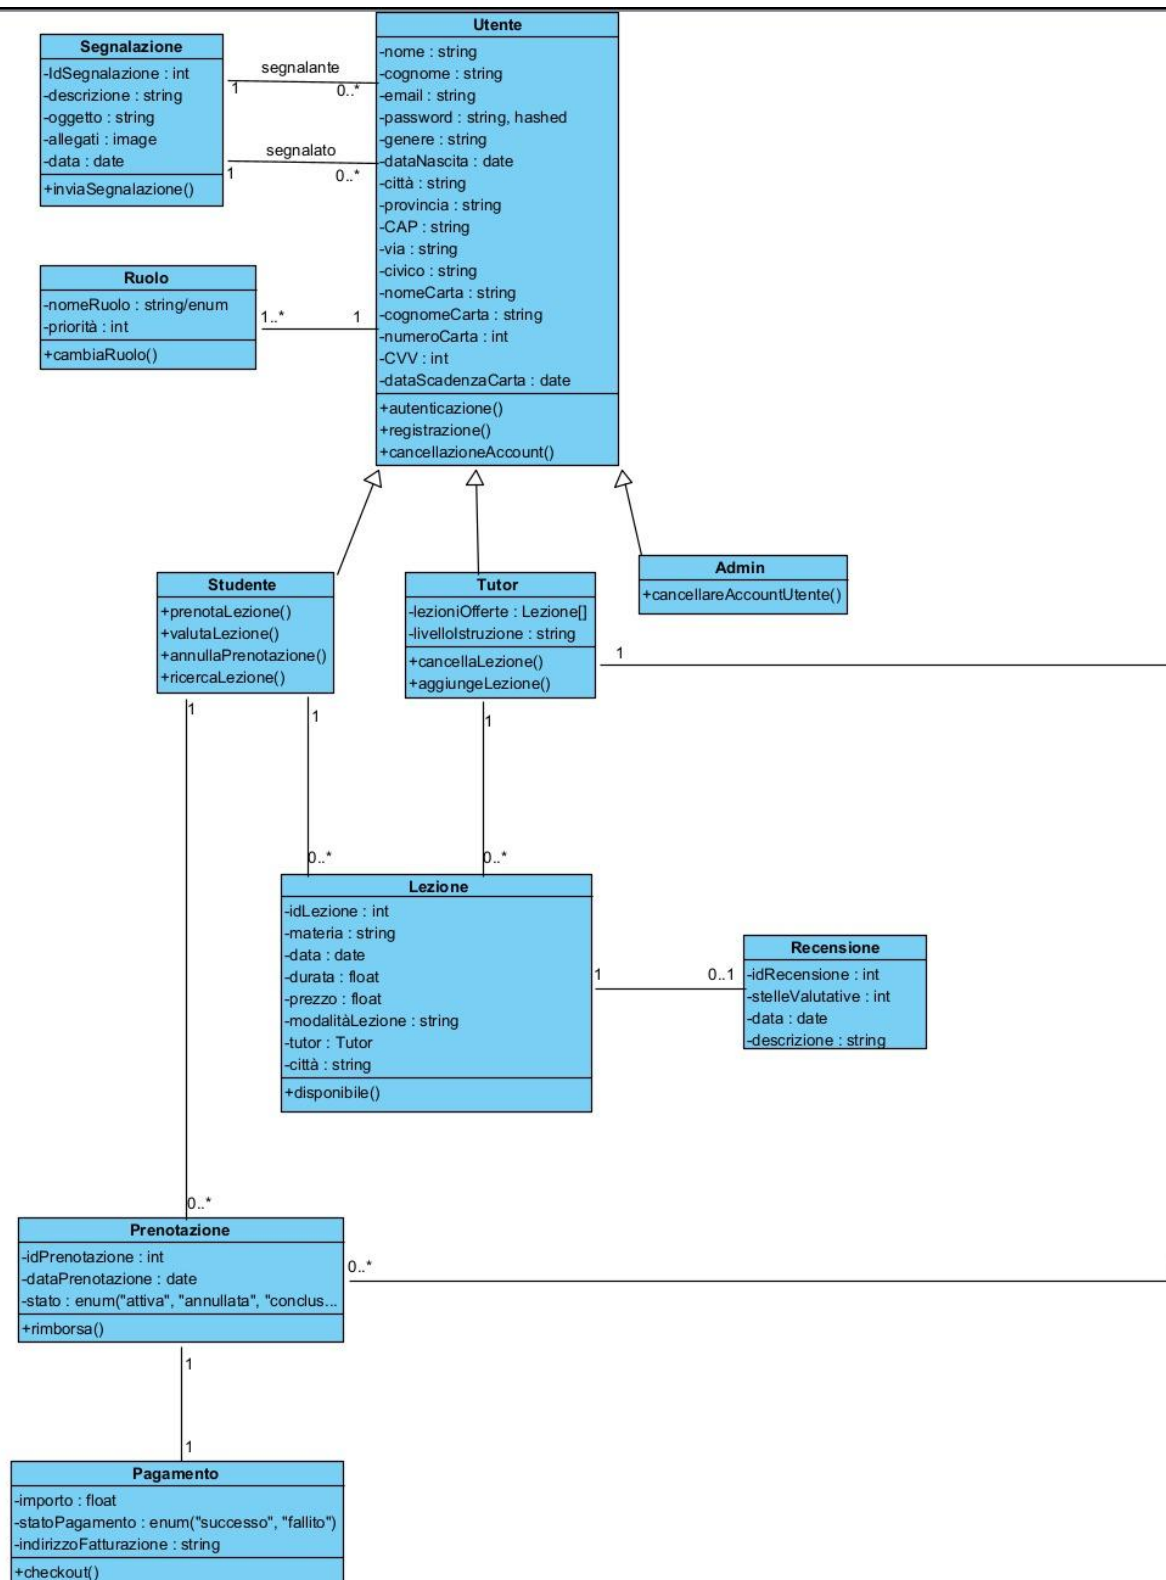 Segnalazione
-IdSegnalazione : int
-descrizione : string
-oggetto : string
-allegati : image
-data : date
+inviaSegnalazione()
segnalante
1
0..*
segnalato
1
0..*
Utente
-nome : string
-cognome : string
-email : string
-password : string, hashed
-genere : string
-dataNascita : date
-città : string
-provincia : string
-CAP : string
-via : string
-civico : string
-nomeCarta : string
-cognomeCarta : string
-numeroCarta : int
-CVV : int
-dataScadenzaCarta : date
+autenticazione()
+registrazione()
+cancellazioneAccount()
Ruolo
-nomeRuolo : string/enum
-priorità : int
+cambiaRuolo()
1..*
1
Studente
+prenotaLezione()
+valutaLezione()
+annullaPrenotazione()
+ricercaLezione()
Tutor
-lezioniOfferte : Lezione[]
-livelloIstruzione : string
+cancellaLezione()
+aggiungeLezione()
Admin
+cancellareAccountUtente()
1
1
1
1
0..*
0..*
Lezione
-idLezione : int
-materia : string
-data : date
-durata : float
-prezzo : float
-modalitàLezione : string
-tutor : Tutor
-città : string
+disponibile()
1
0..1
Recensione
-idRecensione : int
-stelleValutative : int
-data : date
-descrizione : string
0..*
Prenotazione
-idPrenotazione : int
-dataPrenotazione : date
-stato : enum("attiva", "annullata", "conclus...
+rimborsa()
0..*
1
1
Pagamento
-importo : float
-statoPagamento : enum("successo", "fallito")
-indirizzoFatturazione : string
+checkout()